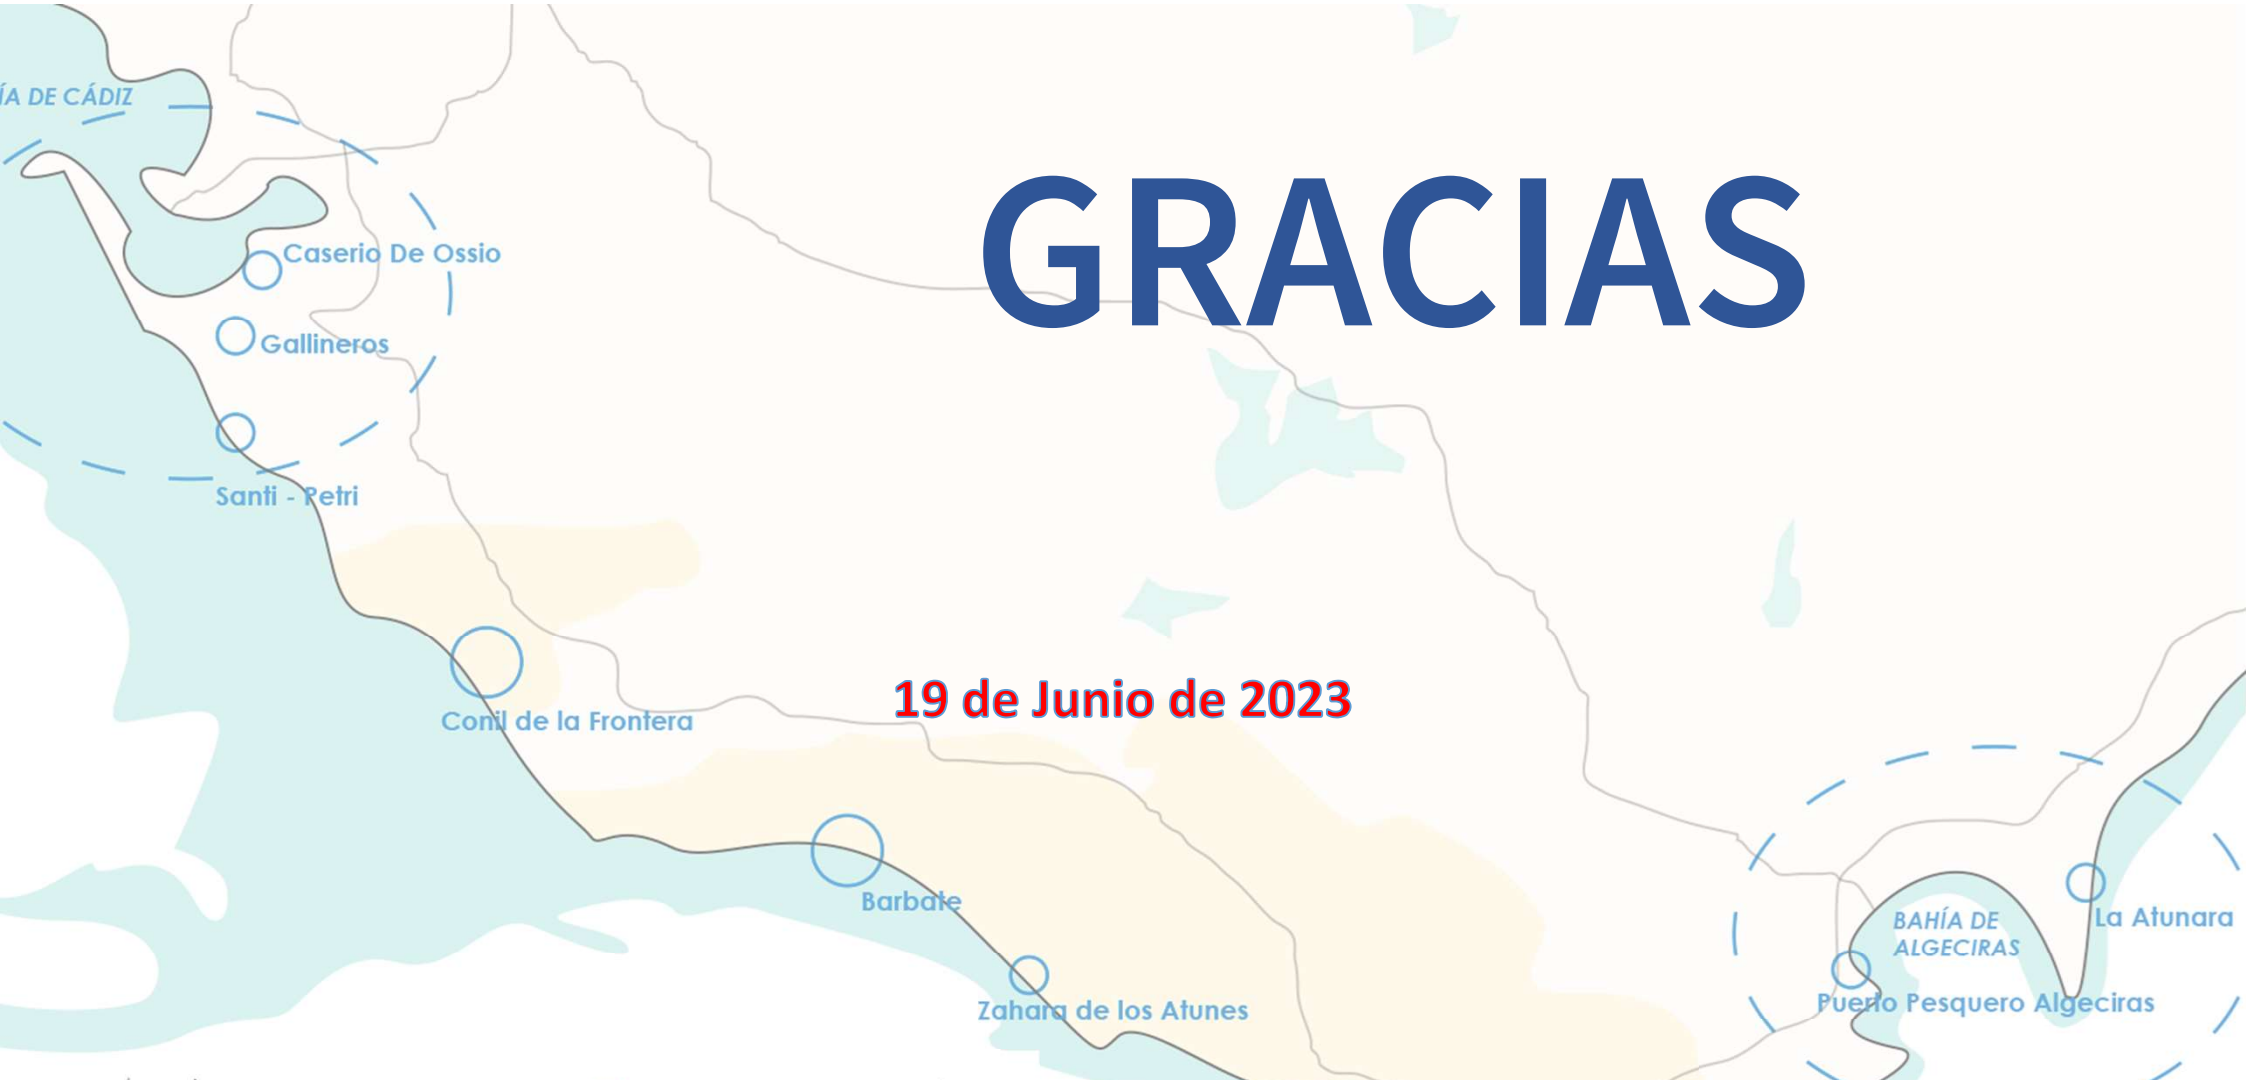 ÍA DE CÁDIZ
GRACIAS
Caserio De Ossio
Gallineros
Santi - Petri
19 de Junio de 2023
Conil de la Frontera
Barbate
BAHÍA DE
ALGECIRAS
La Atunara
Puerto Pesquero Algeciras
Zahara de los Atunes